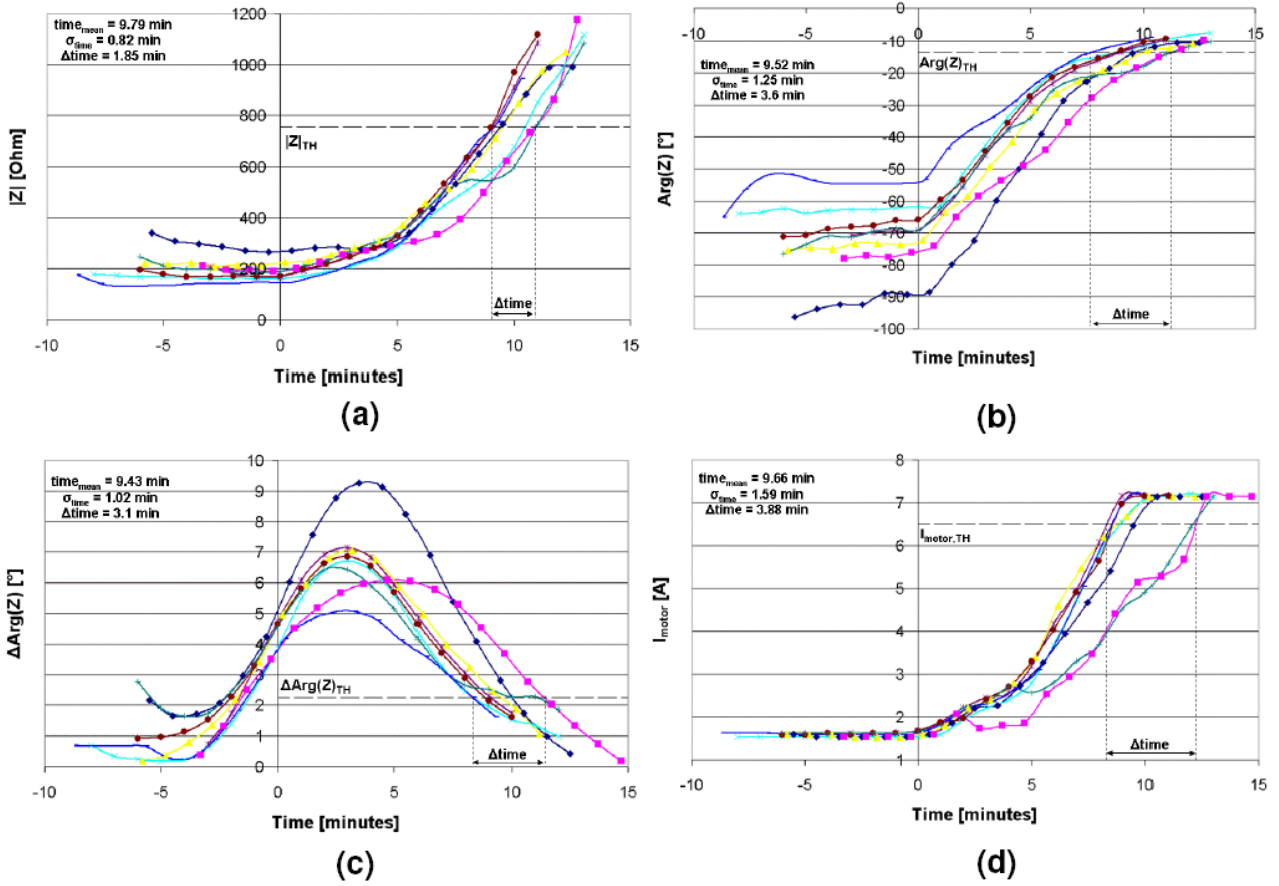 time_mean = 9.79 min
σ_time = 0.82 min
Δtime = 1.85 min
1200
1000
800
600
400
200
0
|Z| [Ohm]
|Z|_TH
Δtime
-10 -5 0 5 10 15
Time [minutes]
(a)
-10 -5 0 5 10 15
0
-10
-20
-30
-40
-50
-60
-70
-80
-90
-100
Arg(Z) [°]
time_mean = 9.52 min
σ_time = 1.25 min
Δtime = 3.6 min
Arg(Z)_TH
Δtime
Time [minutes]
(b)
time_mean = 9.43 min
σ_time = 1.02 min
Δtime = 3.1 min
10
9
8
7
6
5
4
3
2
1
0
ΔArg(Z) [°]
ΔArg(Z)_TH
Δtime
-10 -5 0 5 10 15
Time [minutes]
(c)
time_mean = 9.66 min
σ_time = 1.59 min
Δtime = 3.88 min
8
7
6
5
4
3
2
1
I_motor [A]
I_motor,TH
Δtime
-10 -5 0 5 10 15
Time [minutes]
(d)